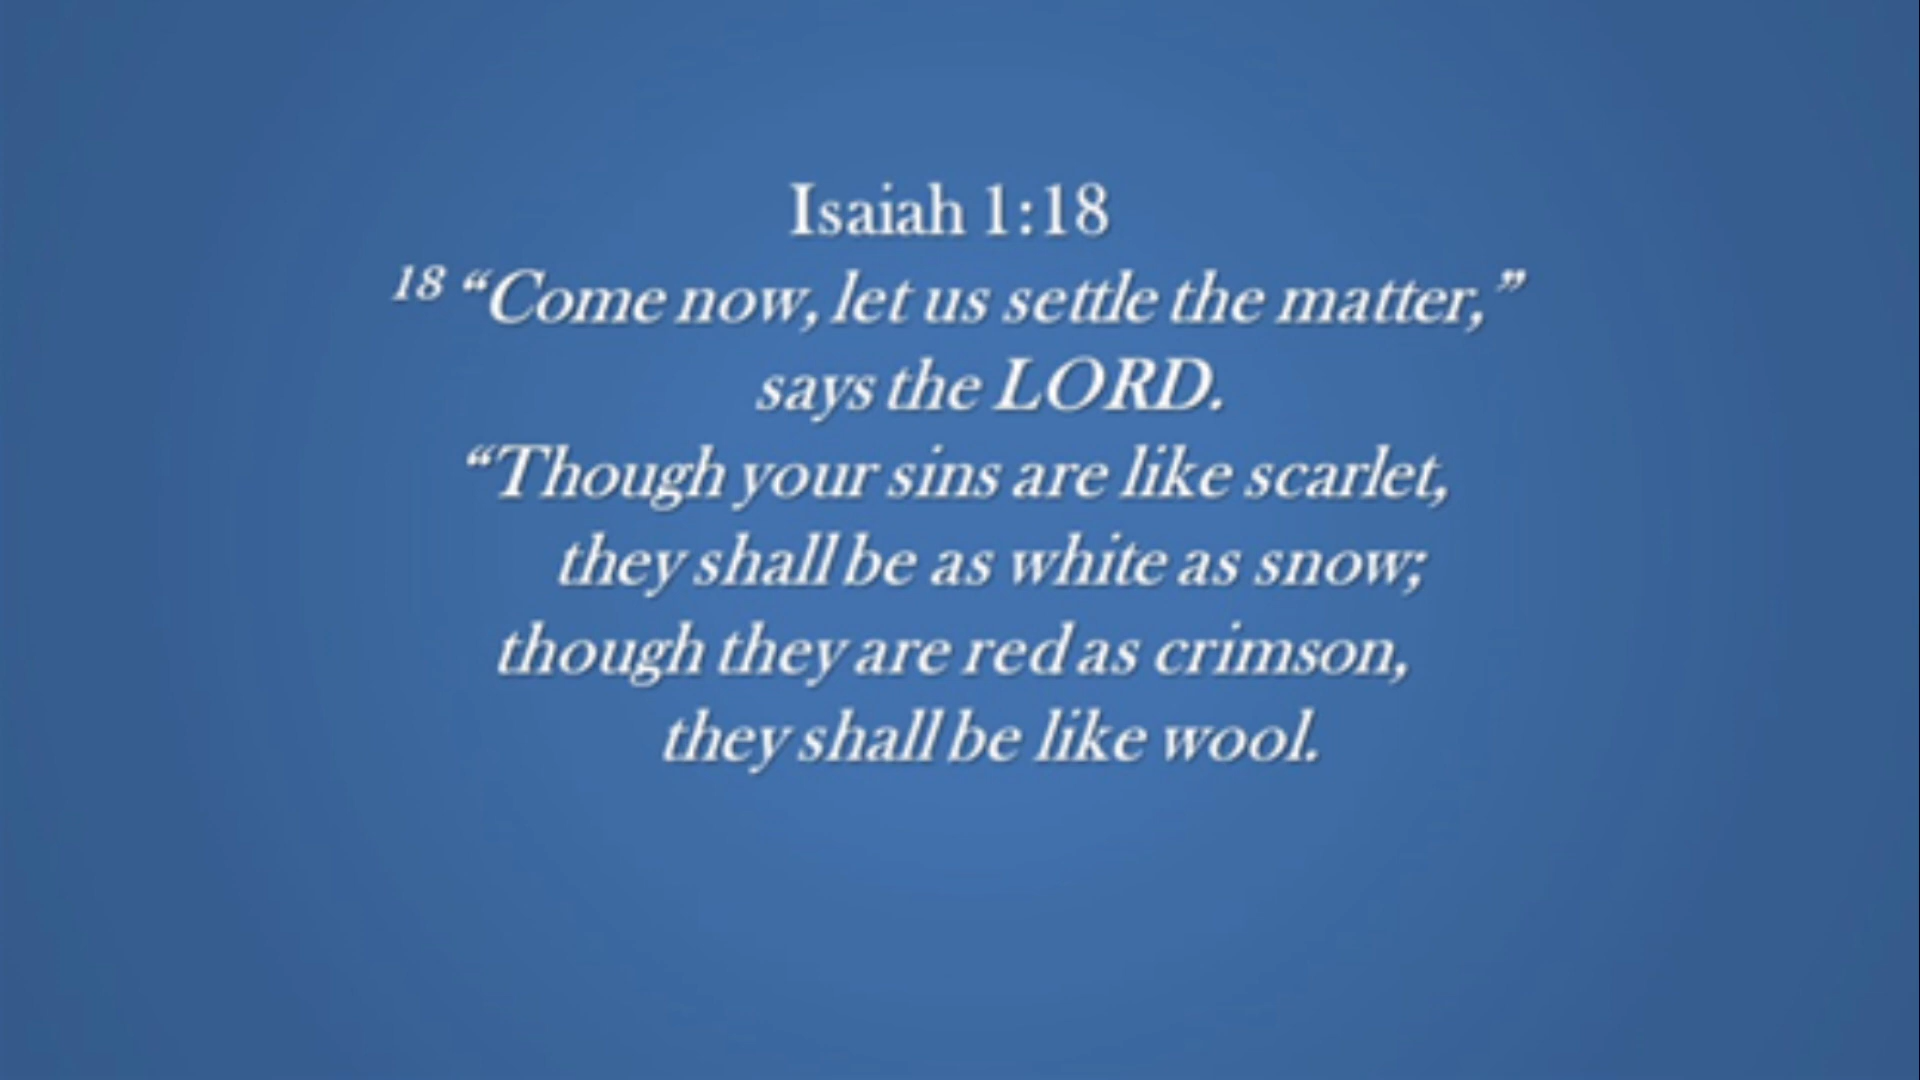 Isaiah 1:18
18 “Come now, let us settle the matter,”
says the LORD.
“Though your sins are like scarlet,
they shall be as white as snow;
though they are red as crimson,
they shall be like wool.